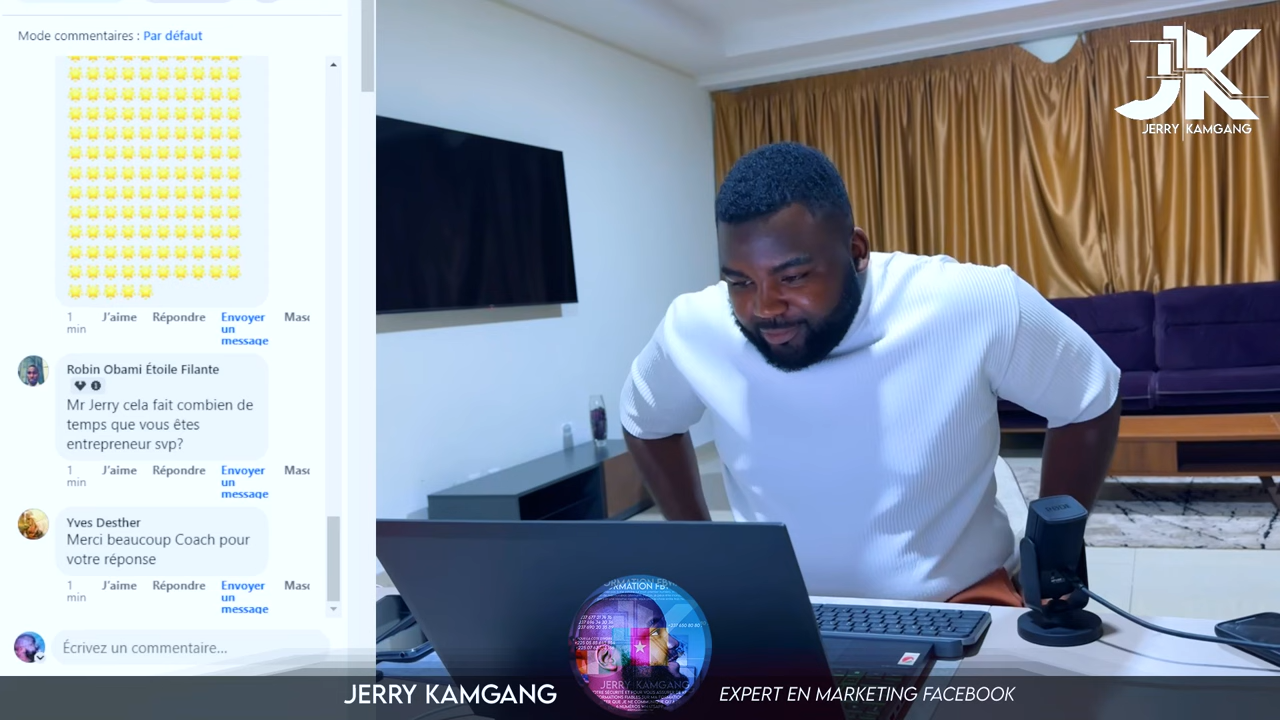 Mode commentaires : Par défaut
1 min J'aime Répondre Envoyer un message
Robin Obami Étoile Filante
Mr Jerry cela fait combien de
temps que vous êtes
entrepreneur svp?
1 min J'aime Répondre Envoyer un message
Yves Desther
Merci beaucoup Coach pour
votre réponse
1 min J'aime Répondre Envoyer un message
Écrivez un commentaire...
JK
JERRY KAMGANG
JERRY KAMGANG
JERRY KAMGANG
EXPERT EN MARKETING FACEBOOK